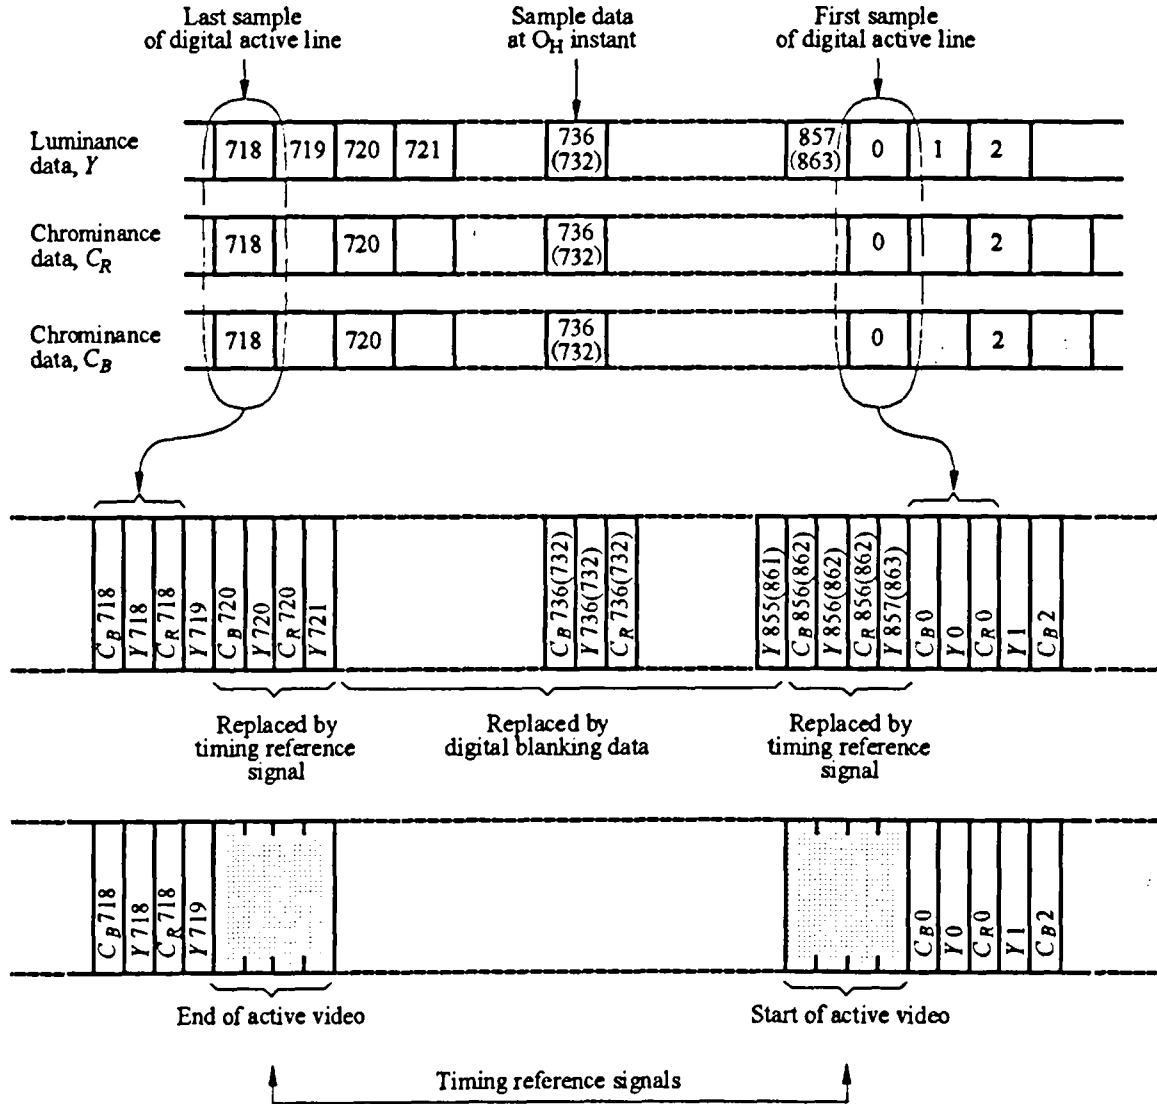 Last sample
of digital active line
Sample data
at O_H instant
First sample
of digital active line
Luminance
data, Y
718 719 720 721 736 (732) 857 (863) 0 1 2
Chrominance
data, C_R
718 720 736 (732) 0 2
Chrominance
data, C_B
718 720 736 (732) 0 2
C_B 718
Y 718
C_R 718
Y 719
C_B 720
Y 720
C_R 720
Y 721
C_B 736(732)
Y 736(732)
C_R 736(732)
Y 855(861)
C_B 856(862)
Y 856(862)
C_R 856(862)
Y 857(863)
C_B 0
Y 0
C_R 0
Y 1
C_B 2
Replaced by
timing reference
signal
Replaced by
digital blanking data
Replaced by
timing reference
signal
C_B 718
Y 718
C_R 718
Y 719
C_B 0
Y 0
C_R 0
Y 1
C_B 2
End of active video
Start of active video
Timing reference signals